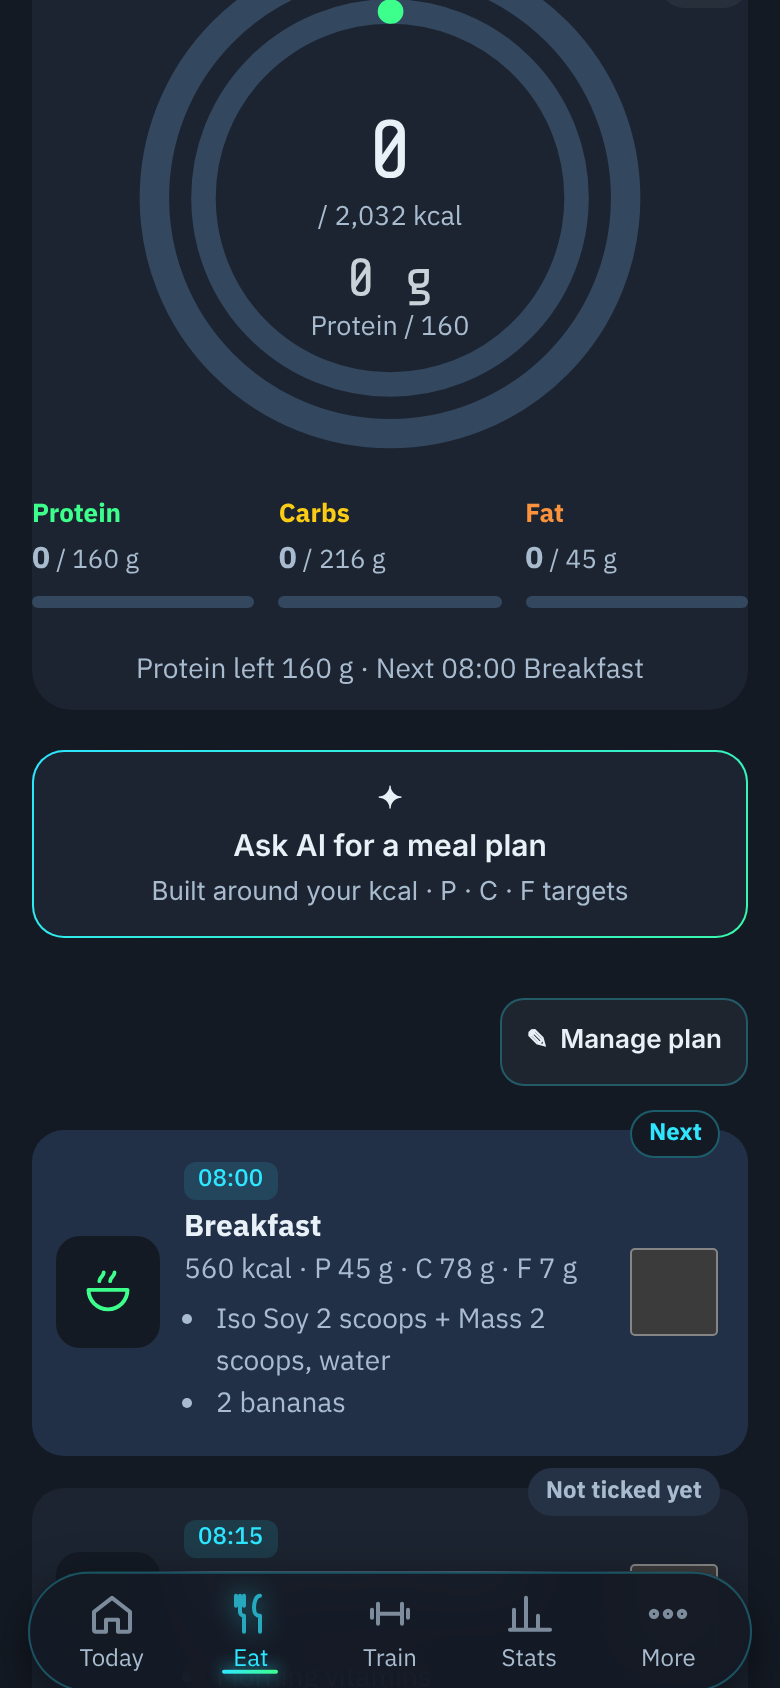 0
/ 2,032 kcal
0 g
Protein / 160
Protein
0 / 160 g
Carbs
0 / 216 g
Fat
0 / 45 g
Protein left 160 g · Next 08:00 Breakfast
Ask AI for a meal plan
Built around your kcal · P · C · F targets
✎ Manage plan
Next
08:00
Breakfast
560 kcal · P 45 g · C 78 g · F 7 g
• Iso Soy 2 scoops + Mass 2
scoops, water
• 2 bananas
Not ticked yet
08:15
Today
Eat
Train
Stats
More